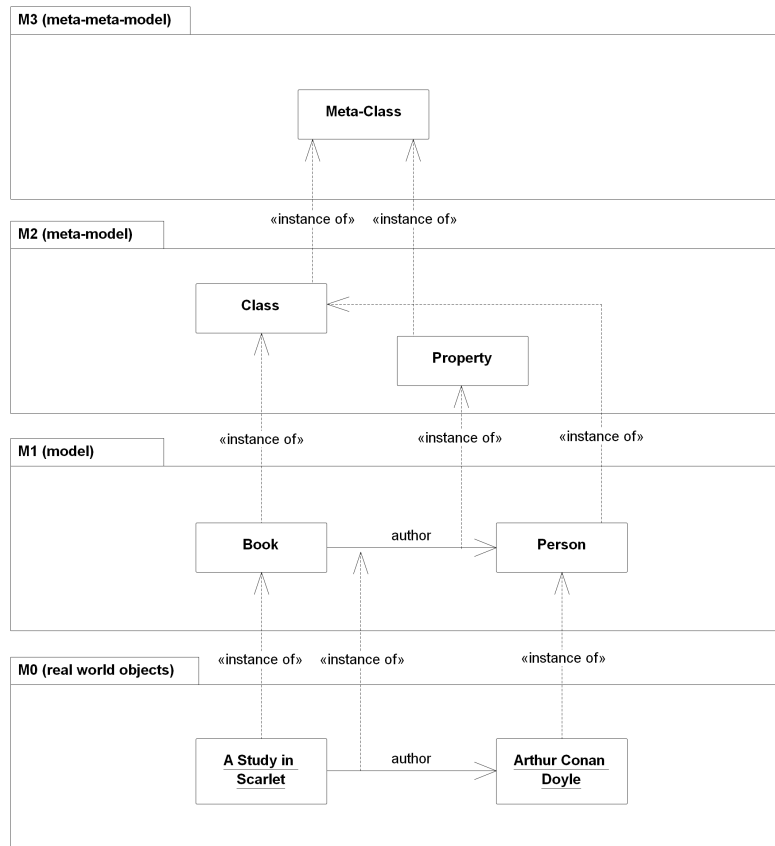 M3 (meta-meta-model)
Meta-Class
«instance of» «instance of»
M2 (meta-model)
Class
Property
«instance of» «instance of» «instance of»
M1 (model)
Book
author
Person
«instance of» «instance of» «instance of»
M0 (real world objects)
A Study in
Scarlet
author
Arthur Conan
Doyle